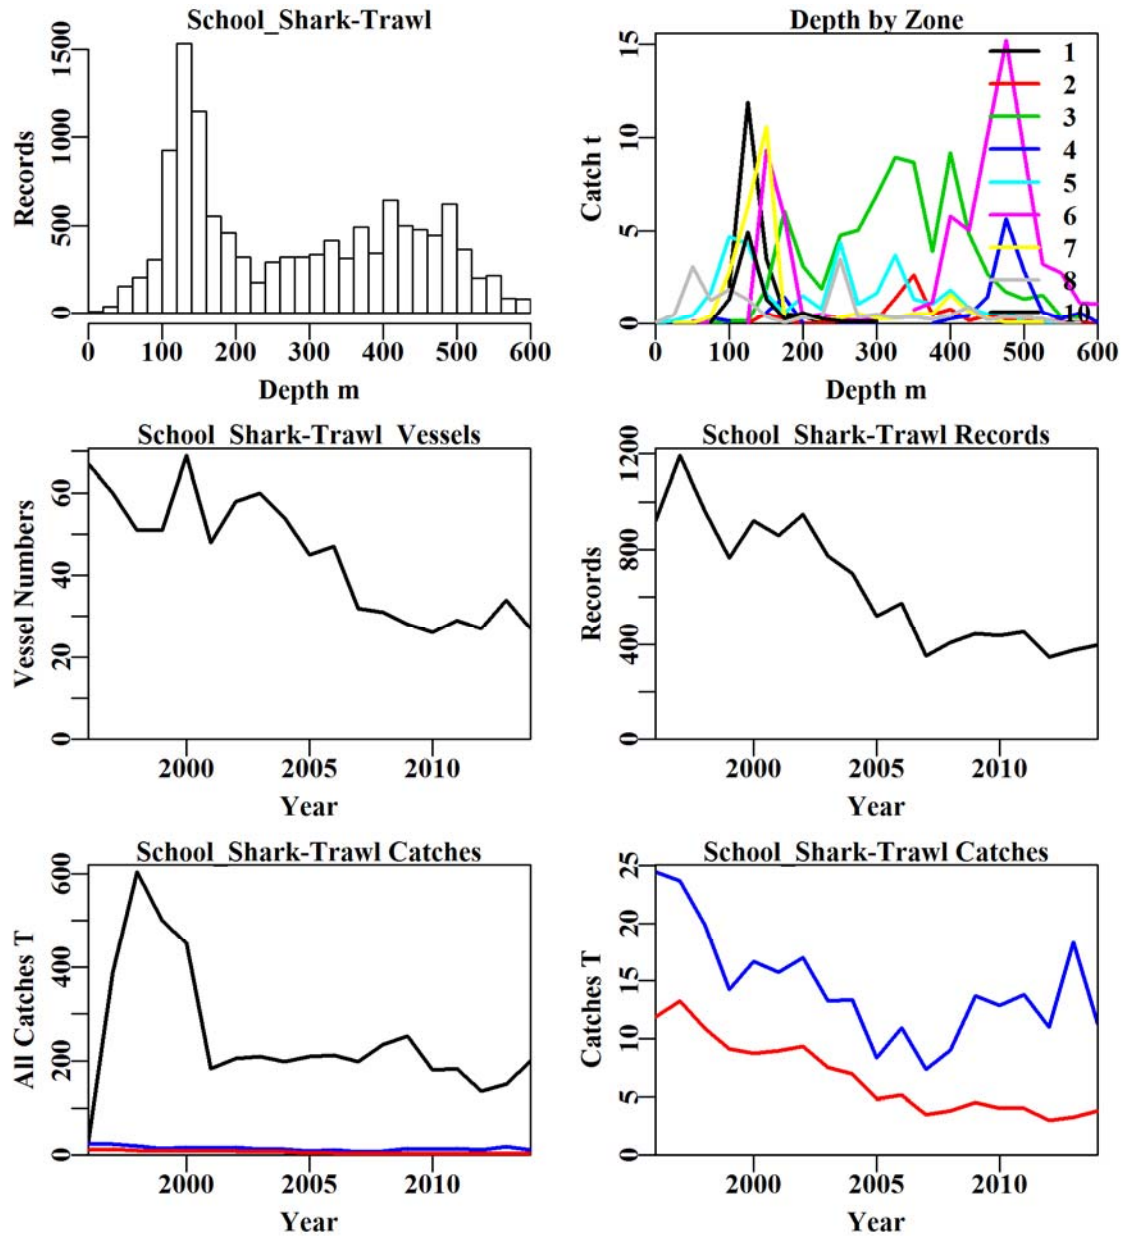 School_Shark-Trawl
Records
0 500 1000 1500
0 100 200 300 400 500 600
Depth m
Depth by Zone
Catch t
0 5 10 15
1
2
3
4
5
6
7
8
10
0 100 200 300 400 500 600
Depth m
School_Shark-Trawl_Vessels
Vessel Numbers
0 20 40 60
2000 2005 2010
Year
School_Shark-Trawl Records
Records
0 400 800 1200
2000 2005 2010
Year
School_Shark-Trawl Catches
All Catches T
0 200 400 600
2000 2005 2010
Year
School_Shark-Trawl Catches
Catches T
0 5 10 15 20 25
2000 2005 2010
Year